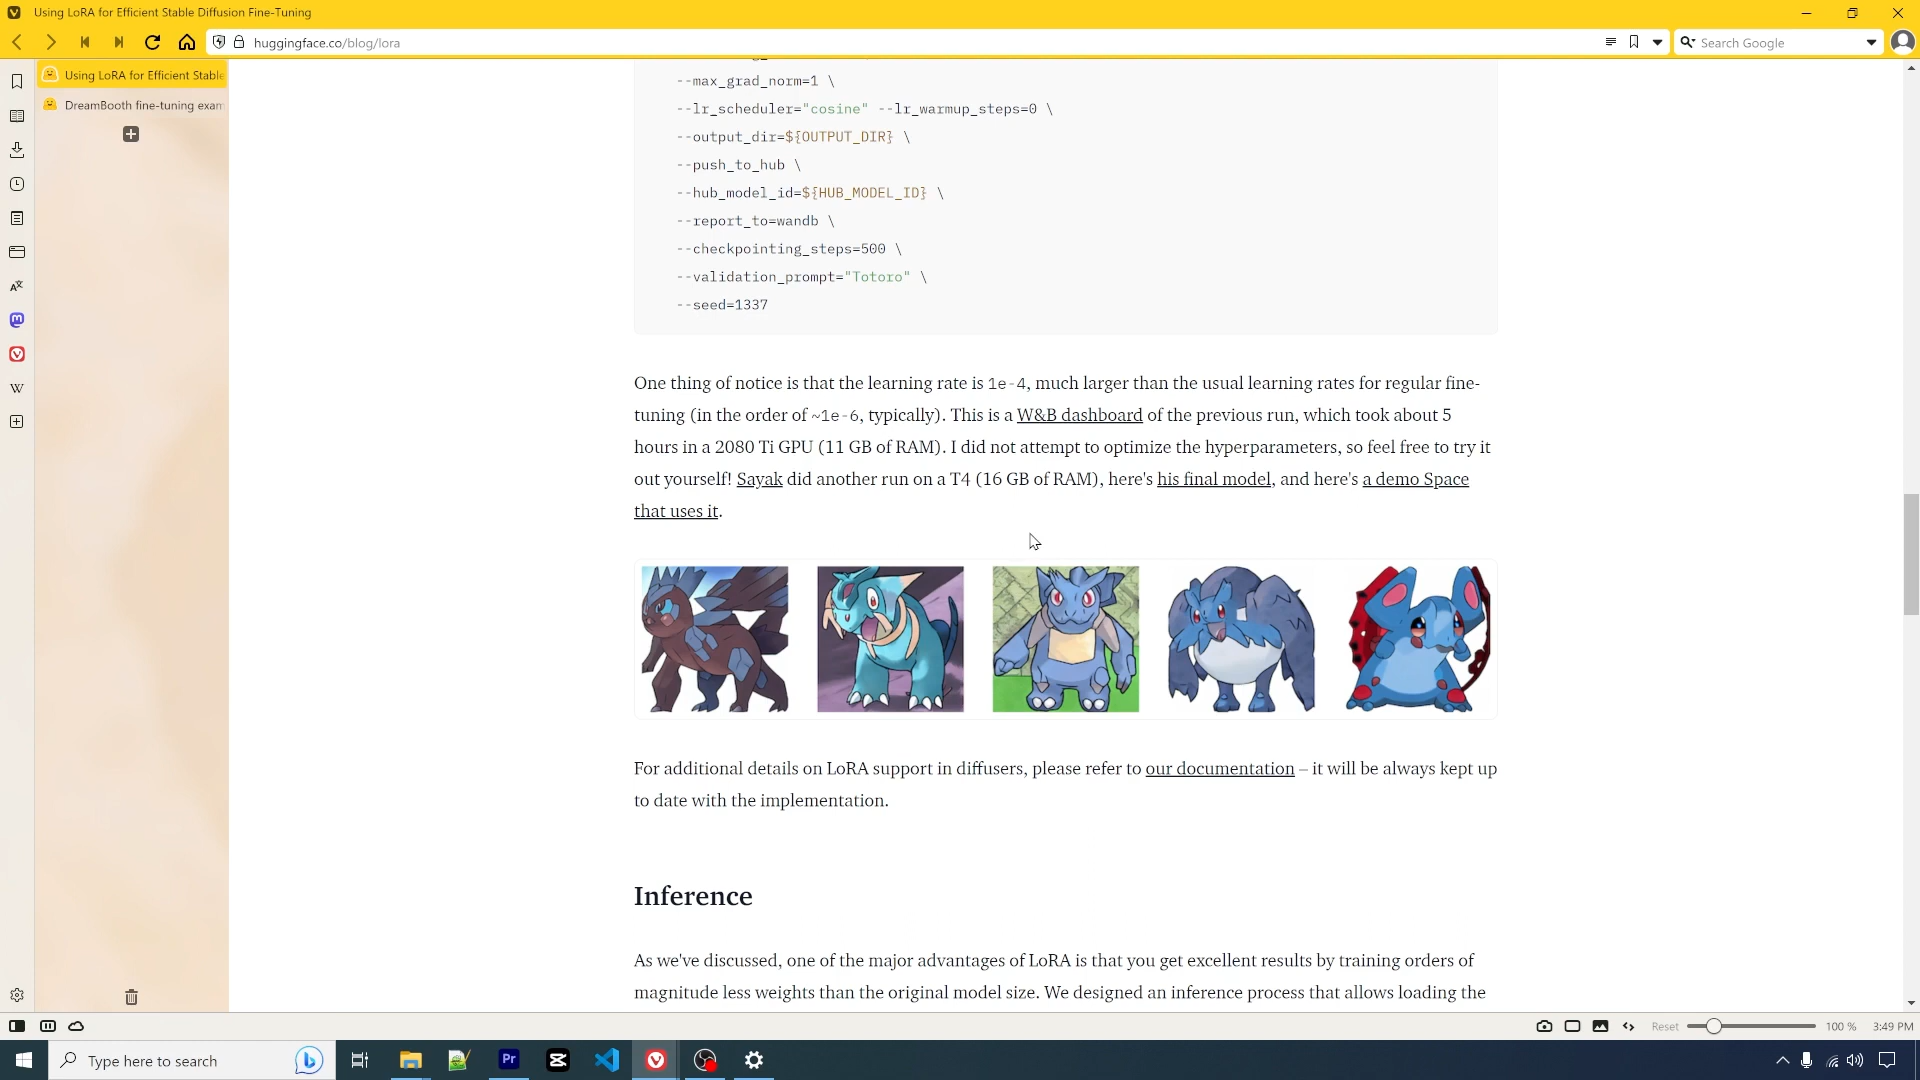 Using LoRA for Efficient Stable Diffusion Fine-Tuning
huggingface.co/blog/lora
Search Google
Using LoRA for Efficient Stable
DreamBooth fine-tuning exam
--max_grad_norm=1 \
--lr_scheduler="cosine" --lr_warmup_steps=0 \
--output_dir=${OUTPUT_DIR} \
--push_to_hub \
--hub_model_id=${HUB_MODEL_ID} \
--report_to=wandb \
--checkpointing_steps=500 \
--validation_prompt="Totoro" \
--seed=1337
One thing of notice is that the learning rate is 1e-4, much larger than the usual learning rates for regular fine-
tuning (in the order of ~1e-6, typically). This is a W&B dashboard of the previous run, which took about 5
hours in a 2080 Ti GPU (11 GB of RAM). I did not attempt to optimize the hyperparameters, so feel free to try it
out yourself! Sayak did another run on a T4 (16 GB of RAM), here's his final model, and here's a demo Space
that uses it.
For additional details on LoRA support in diffusers, please refer to our documentation – it will be always kept up
to date with the implementation.
Inference
As we've discussed, one of the major advantages of LoRA is that you get excellent results by training orders of
magnitude less weights than the original model size. We designed an inference process that allows loading the
Reset
100 %
3:49 PM
Type here to search
Pr